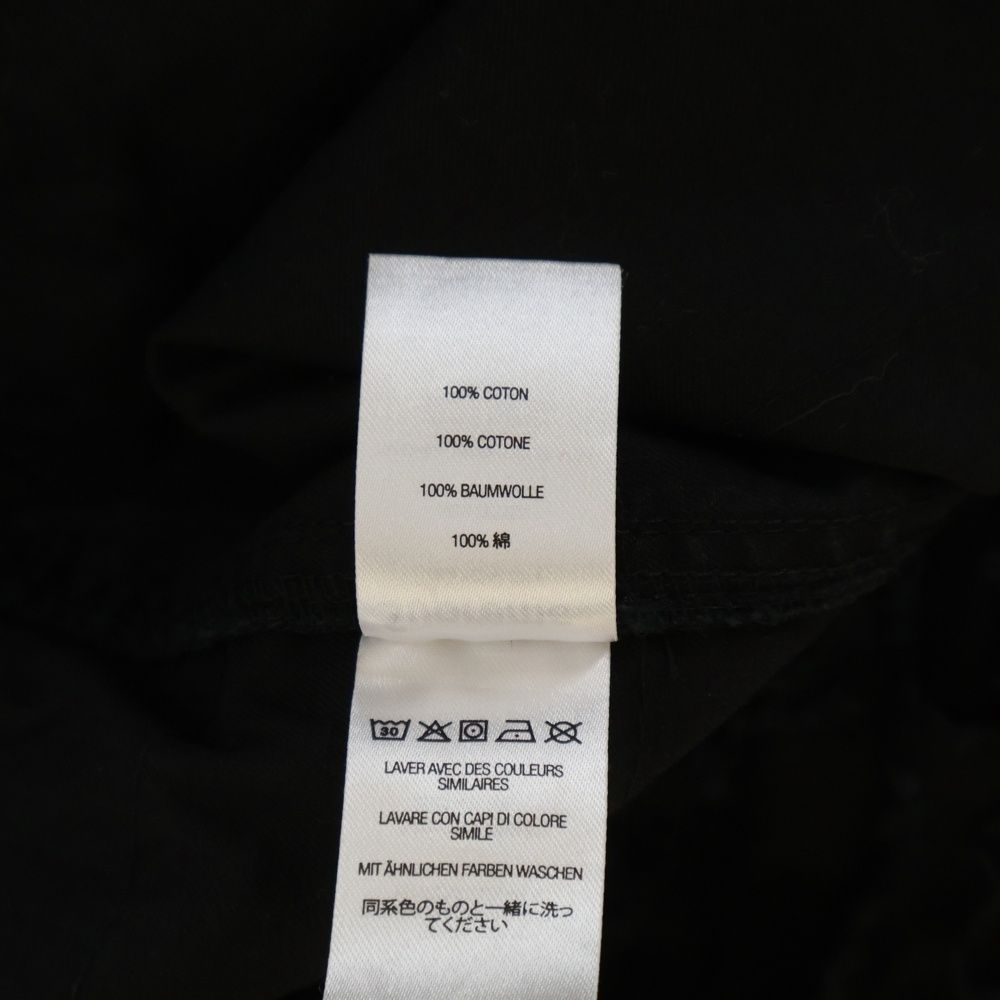 100% COTON
100% COTONE
100% BAUMWOLLE
100% 綿
30
LAVER AVEC DES COULEURS
SIMILAIRES
LAVARE CON CAPI DI COLORE
SIMILE
MIT ÄHNLICHEN FARBEN WASCHEN
同系色のものと一緒に洗っ
てください